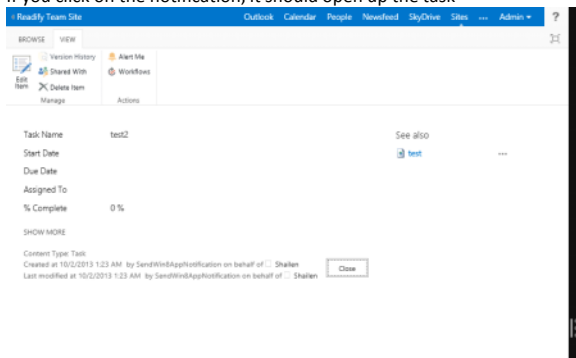 If you click on the notification, it should open up the task
Readify Team Site Outlook Calendar People Newsfeed SkyDrive Sites ... Admin ?
BROWSE VIEW
Version History Alert Me
Shared With Workflows
Edit Item Delete Item
Manage Actions
Task Name test2 See also
Start Date test ...
Due Date
Assigned To
% Complete 0 %
SHOW MORE
Content Type: Task
Created at 10/2/2013 1:23 AM by SendWin8AppNotification on behalf of Shailen
Last modified at 10/2/2013 1:23 AM by SendWin8AppNotification on behalf of Shailen
Close